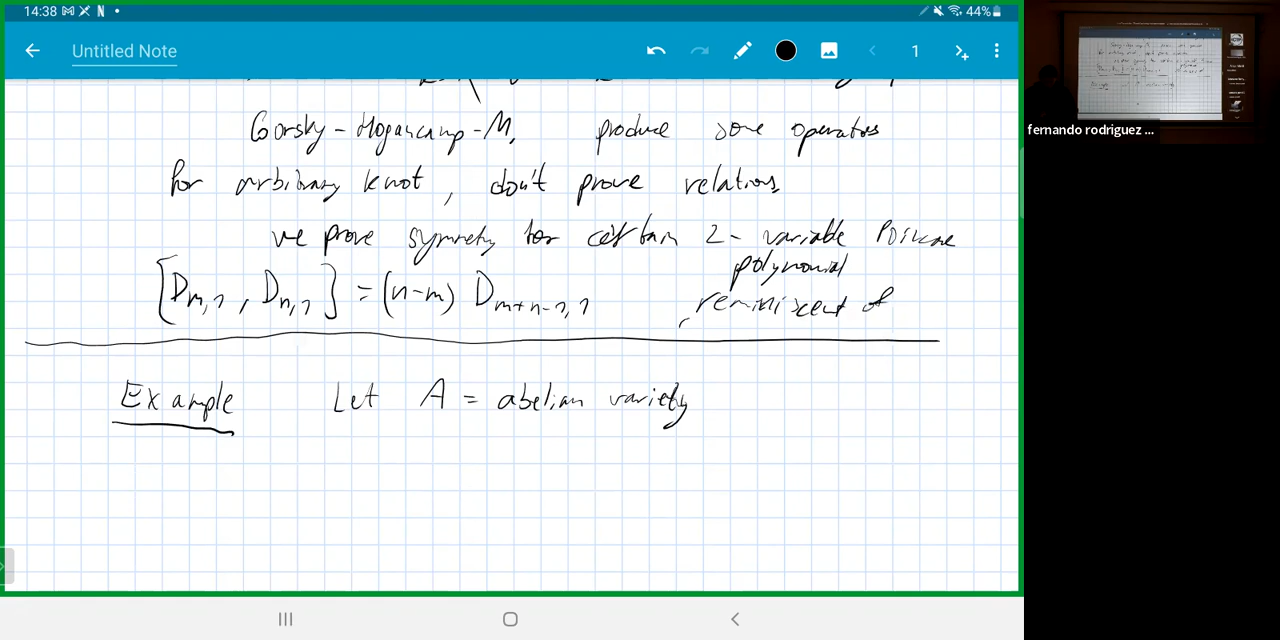 14:38 M N • 44%
Untitled Note 1
Gorsky - Hogancamp - M, produce some operators
for arbitrary knot, don't prove relations
we prove symmetry for certain 2-variable Poincare
polynomial
[D_{m,1}, D_{n,1}] = (n-m) D_{m+n-1,1} , reminiscent of
Example Let A = abelian variety
fernando rodriguez ...